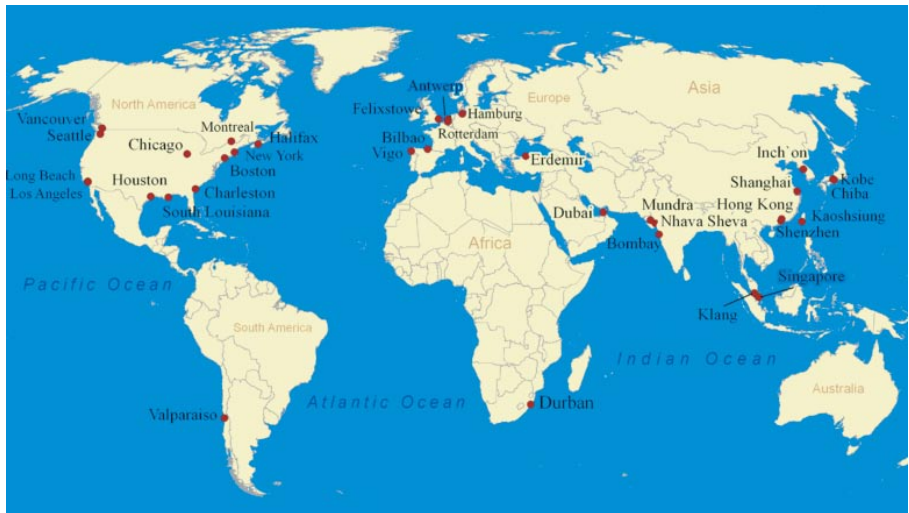 Antwerp
Asia
North America
Europe
Felixstowe
Hamburg
Vancouver
Seattle
Montreal
Halifax
Rotterdam
Chicago
New York
Boston
Bilbao
Vigo
Erdemir
Inch`on
Long Beach
Los Angeles
Houston
Charleston
South Louisiana
Shanghai
Kobe
Chiba
Dubai
Mundra
Hong Kong
Nhava Sheva
Kaoshsiung
Shenzhen
Bombay
Africa
Pacific Ocean
Singapore
Klang
South America
Indian Ocean
Australia
Atlantic Ocean
Durban
Valparaiso